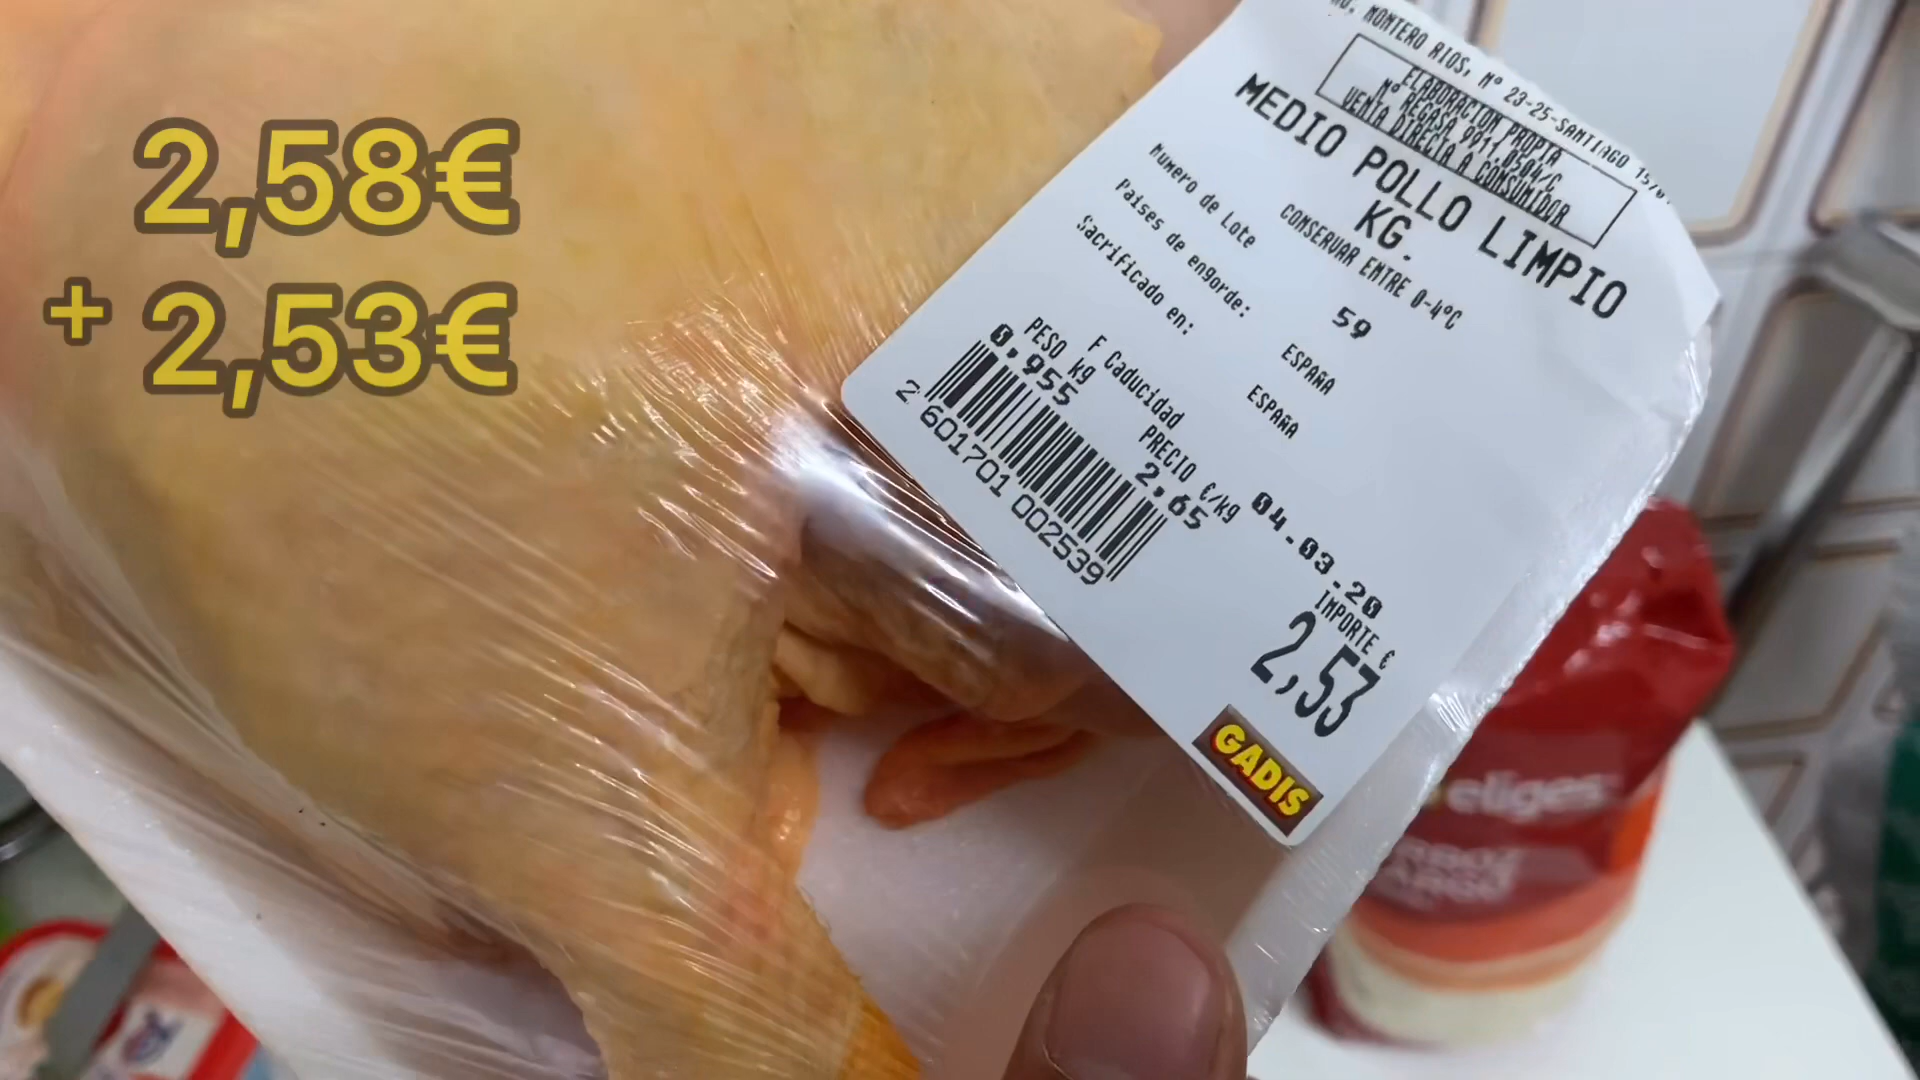 2,58€
+ 2,53€
MONTERO RIOS, Nº 23-25-SANTIAGO
ELABORACION PROPIA
Nº REGASA 9911.0504/C
VENTA DIRECTA A CONSUMIDOR
MEDIO POLLO LIMPIO
KG.
CONSERVAR ENTRE 0-4ºC
Numero de Lote 59
Paises de engorde: ESPAÑA
Sacrificado en: ESPAÑA
F Caducidad 04.03.20
PESO kg PRECIO €/kg IMPORTE €
0,955 2,65 2,53
2 601701 002539
GADIS
eliges